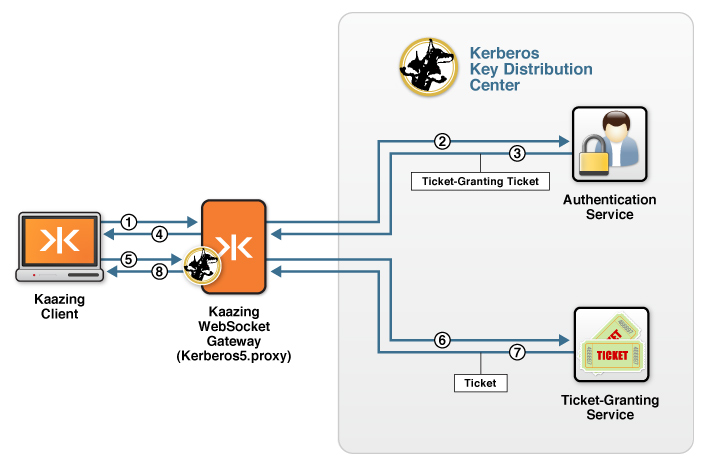 Kerberos
Key Distribution
Center
2
3
Ticket-Granting Ticket
Authentication
Service
1
4
5
8
Kaazing
Client
Kaazing
WebSocket
Gateway
(Kerberos5.proxy)
6
7
Ticket
TICKET
Ticket-Granting
Service